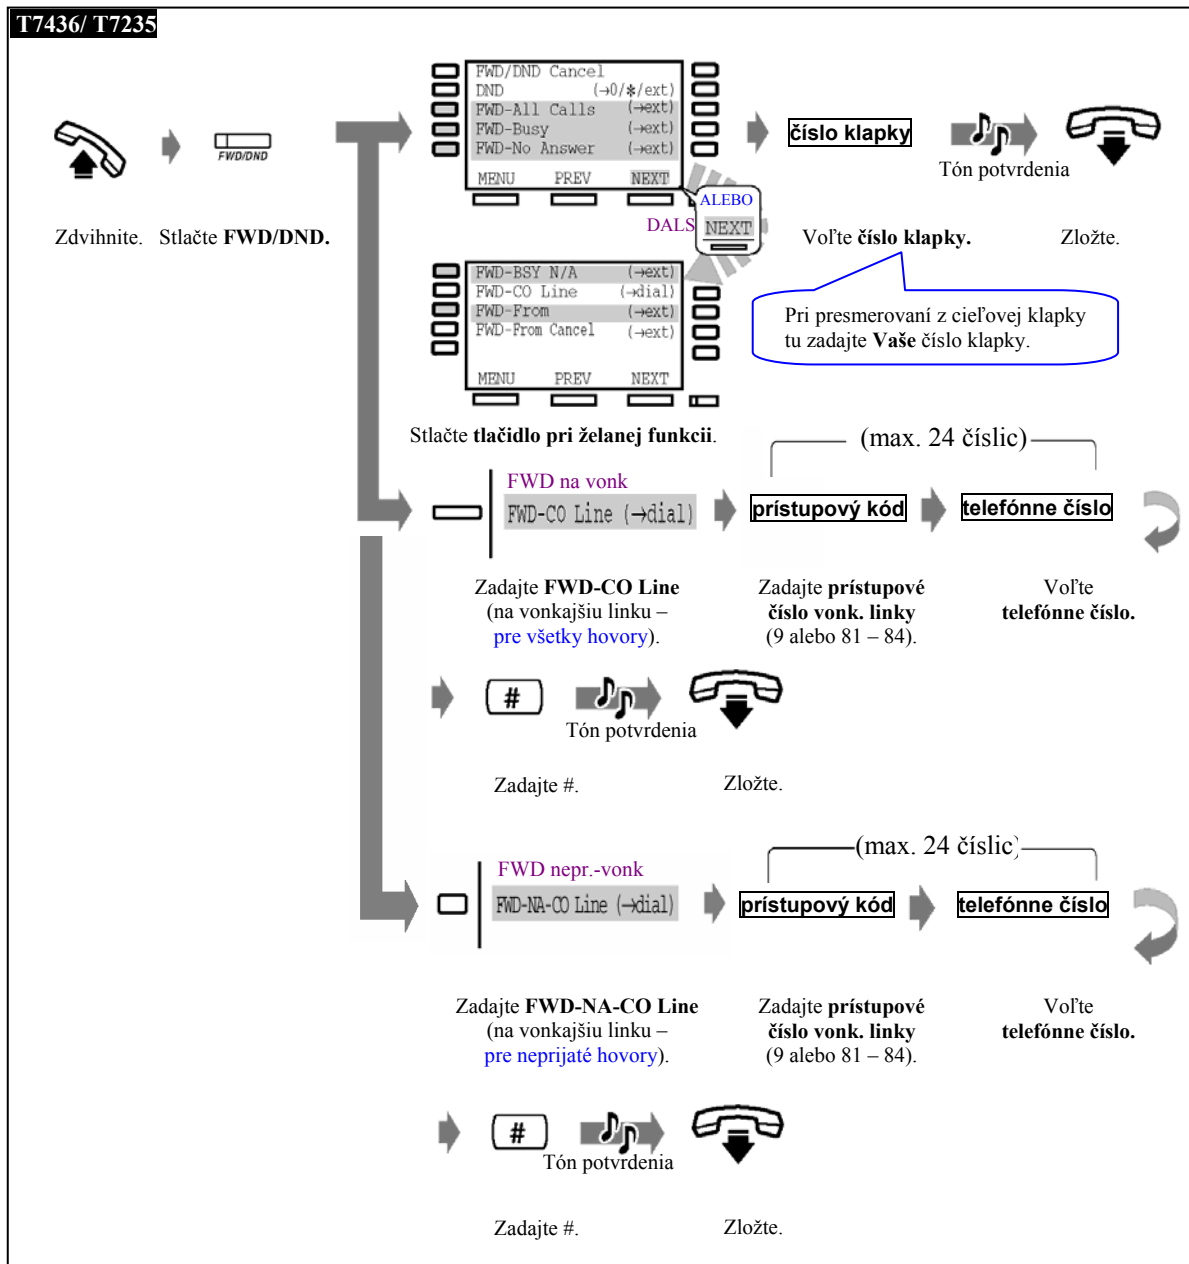 T7436/ T7235
FWD/DND Cancel
DND (→0/✱/ext)
FWD-All Calls (→ext)
FWD-Busy (→ext)
FWD-No Answer (→ext)
MENU PREV NEXT
FWD/DND
číslo klapky
Tón potvrdenia
ALEBO
DALS
NEXT
Zdvihnite. Stlačte FWD/DND.
Voľte číslo klapky. Zložte.
FWD-BSY N/A (→ext)
FWD-CO Line (→dial)
FWD-From (→ext)
FWD-From Cancel (→ext)
MENU PREV NEXT
Pri presmerovaní z cieľovej klapky
tu zadajte Vaše číslo klapky.
Stlačte tlačidlo pri želanej funkcii.
(max. 24 číslic)
FWD na vonk
FWD-CO Line (→dial)
prístupový kód
telefónne číslo
Zadajte FWD-CO Line
(na vonkajšiu linku –
pre všetky hovory).
Zadajte prístupové
číslo vonk. linky
(9 alebo 81 – 84).
Voľte
telefónne číslo.
#
Tón potvrdenia
Zadajte #.
Zložte.
(max. 24 číslic)
FWD nepr.-vonk
FWD-NA-CO Line (→dial)
prístupový kód
telefónne číslo
Zadajte FWD-NA-CO Line
(na vonkajšiu linku –
pre neprijaté hovory).
Zadajte prístupové
číslo vonk. linky
(9 alebo 81 – 84).
Voľte
telefónne číslo.
#
Tón potvrdenia
Zadajte #.
Zložte.